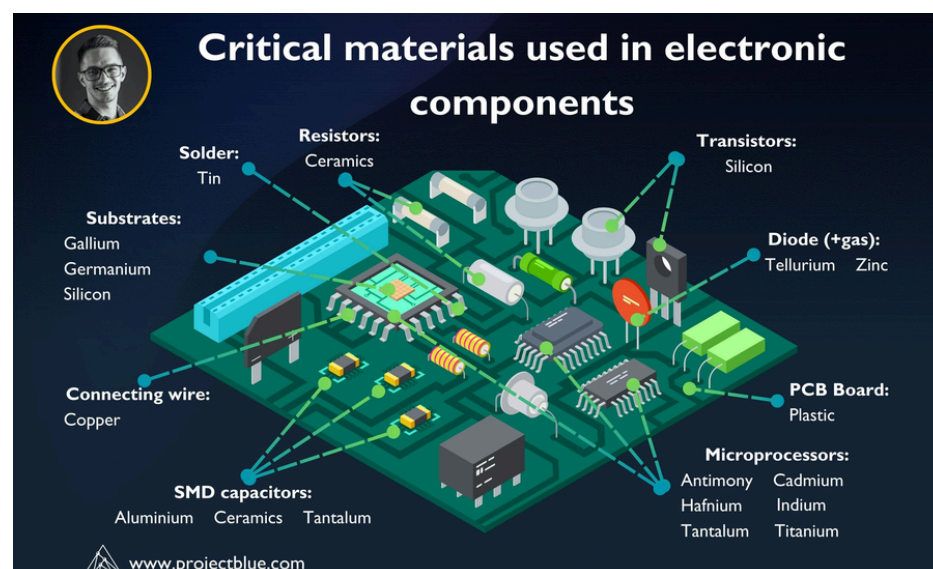 Critical materials used in electronic
components
Resistors:
Ceramics
Solder:
Tin
Transistors:
Silicon
Substrates:
Gallium
Germanium
Silicon
Diode (+gas):
Tellurium Zinc
Connecting wire:
Copper
PCB Board:
Plastic
Microprocessors:
Antimony Cadmium
Hafnium Indium
Tantalum Titanium
SMD capacitors:
Aluminium Ceramics Tantalum
www.projectblue.com